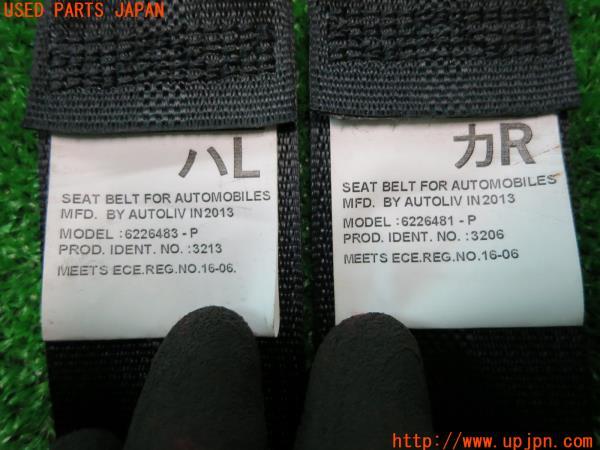 USED PARTS JAPAN
ハL
SEAT BELT FOR AUTOMOBILES
MFD. BY AUTOLIV IN 2013
MODEL :6226483 - P
PROD. IDENT. NO. :3213
MEETS ECE.REG.NO.16-06.
カR
SEAT BELT FOR AUTOMOBILES
MFD. BY AUTOLIV IN 2013
MODEL :6226481 - P
PROD. IDENT. NO. :3206
MEETS ECE.REG.NO.16-06
http://www.upjpn.com/